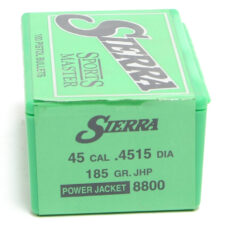 100 PISTOL BULLETS
SPORTS
MASTER
SIERRA
SIERRA
45 CAL .4515 DIA
185 GR. JHP
POWER JACKET 8800